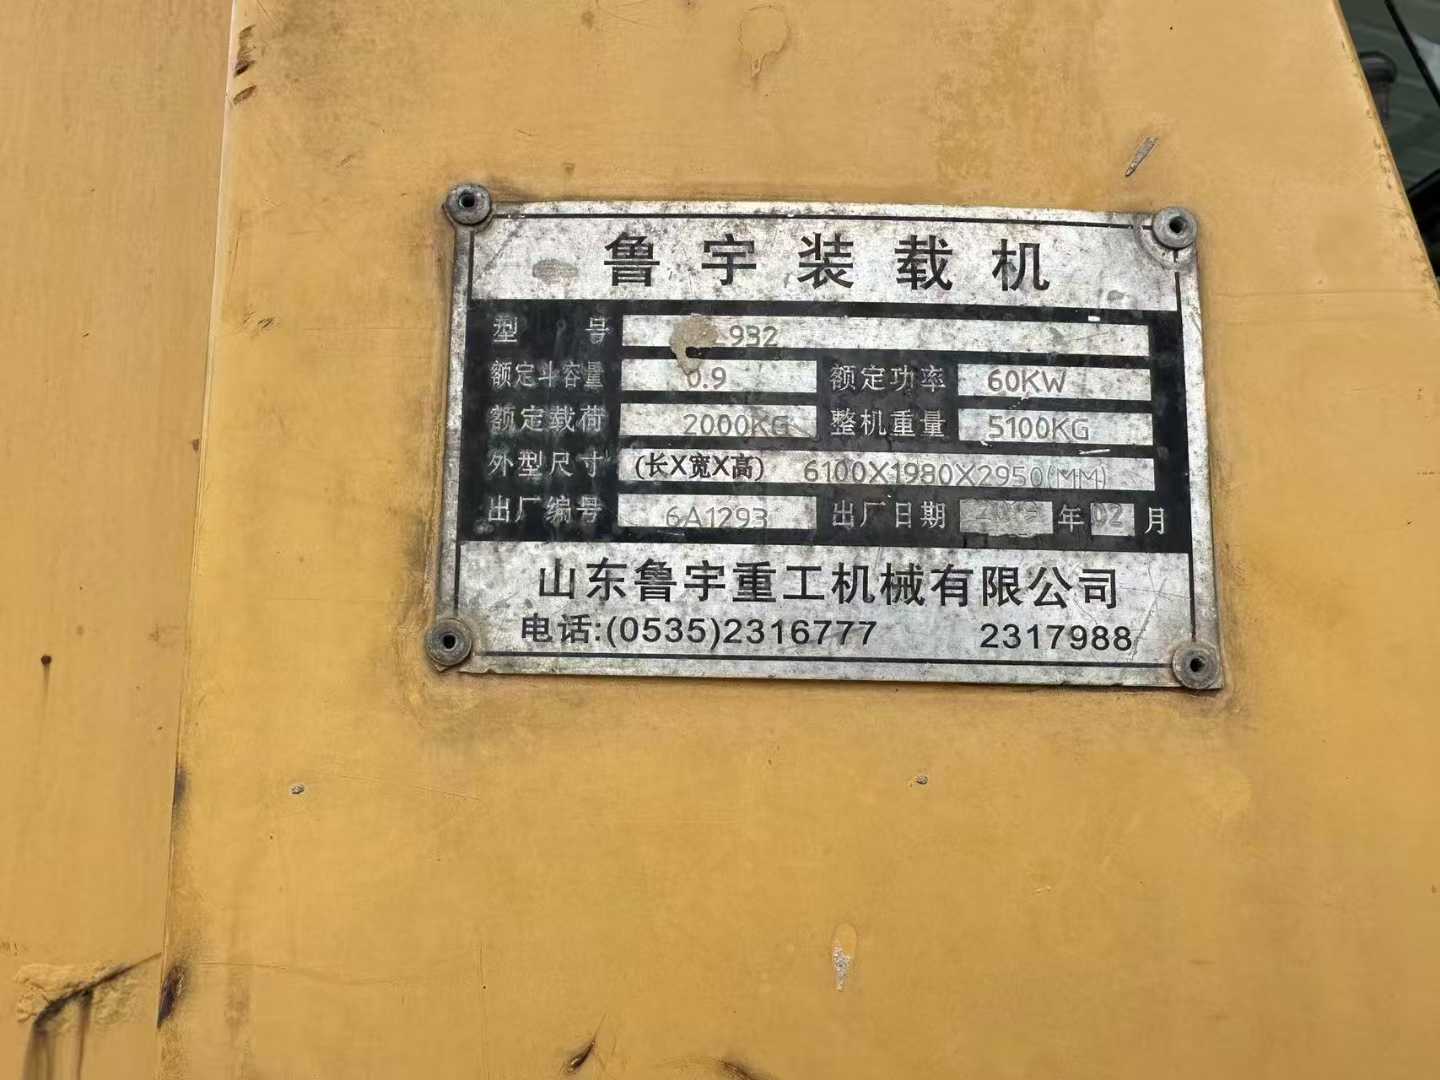 鲁宇装载机
型号 932
额定斗容量 0.9 额定功率 60KW
额定载荷 2000KG 整机重量 5100KG
外型尺寸 (长X宽X高) 6100X1980X2950(MM)
出厂编号 6A1293 出厂日期 年 02 月
山东鲁宇重工机械有限公司
电话:(0535)2316777 2317988